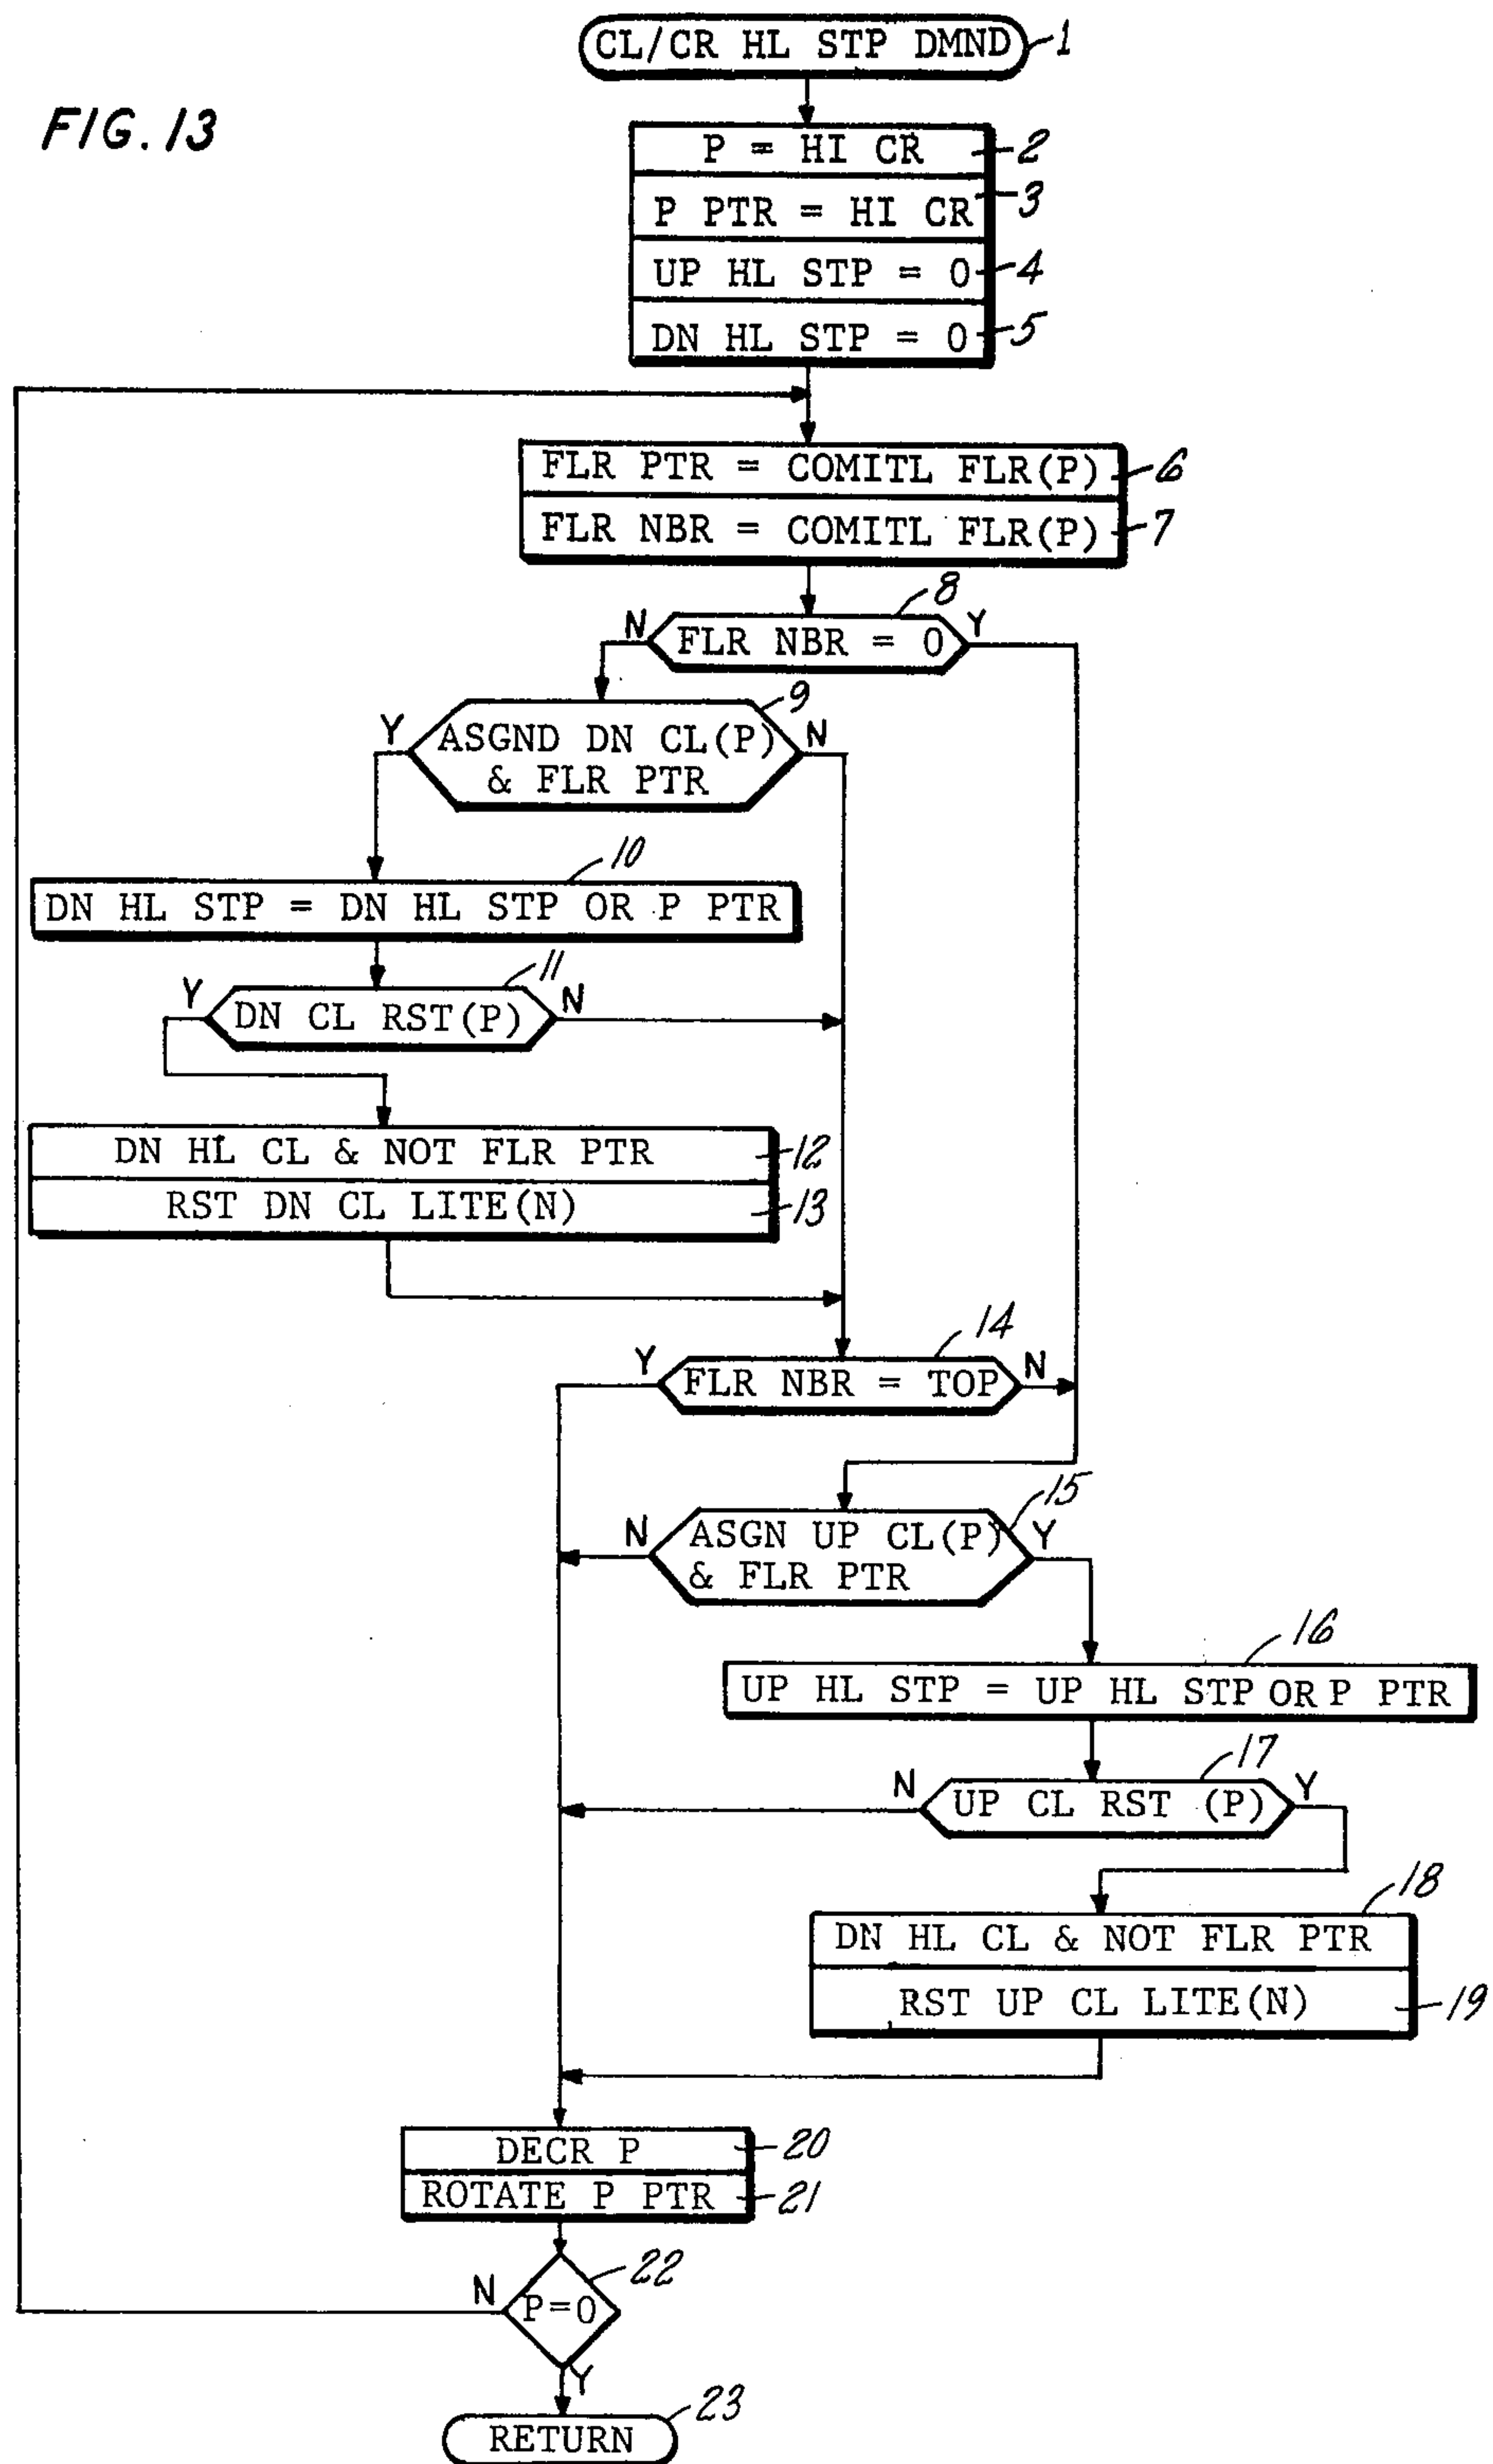 FIG. 13
CL/CR HL STP DMND 1
P = HI CR 2
P PTR = HI CR 3
UP HL STP = 0 4
DN HL STP = 0 5
FLR PTR = COMITL FLR(P) 6
FLR NBR = COMITL FLR(P) 7
8
N FLR NBR = 0 Y
9
Y ASGND DN CL(P) N
& FLR PTR
10
DN HL STP = DN HL STP OR P PTR
11
Y DN CL RST(P) N
DN HL CL & NOT FLR PTR 12
RST DN CL LITE(N) 13
14
Y FLR NBR = TOP N
15
N ASGN UP CL(P) Y
& FLR PTR
16
UP HL STP = UP HL STP OR P PTR
17
N UP CL RST (P) Y
18
DN HL CL & NOT FLR PTR
RST UP CL LITE(N) 19
DECR P 20
ROTATE P PTR 21
22
N P=0
Y
23
RETURN